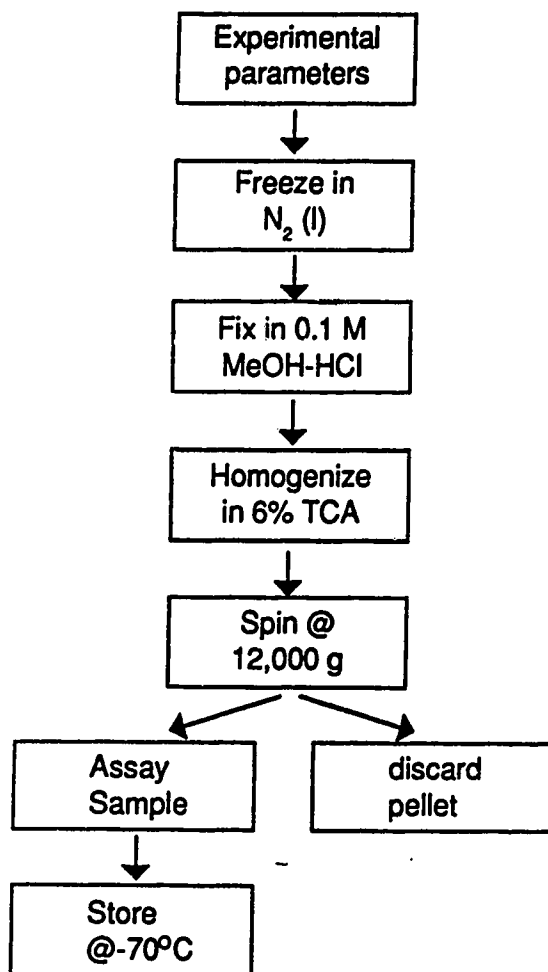 Experimental
parameters
Freeze in
N₂ (l)
Fix in 0.1 M
MeOH-HCl
Homogenize
in 6% TCA
Spin @
12,000 g
Assay
Sample
discard
pellet
Store
@-70°C